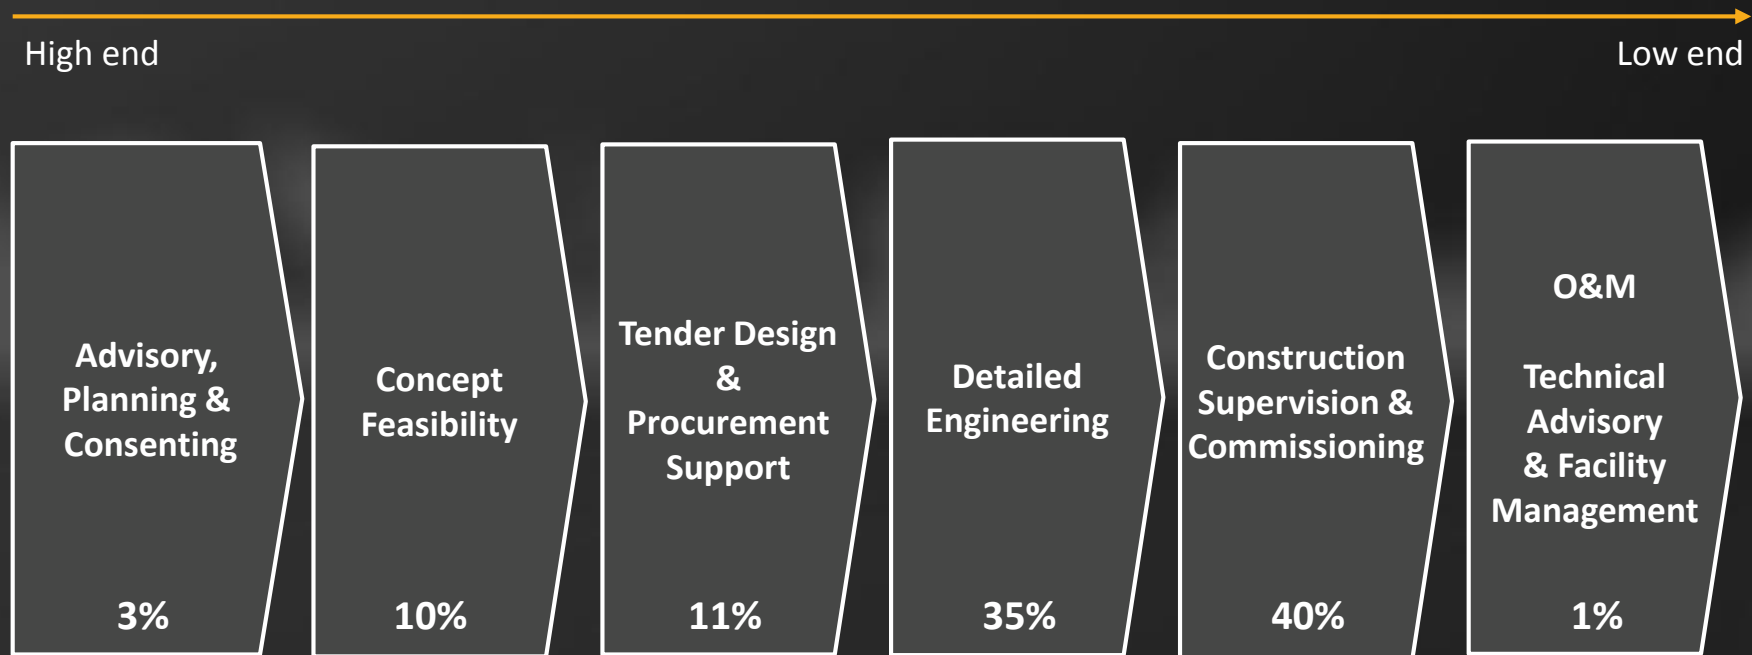 High end
Low end
Advisory,
Planning &
Consenting
3%
Concept
Feasibility
10%
Tender Design
&
Procurement
Support
11%
Detailed
Engineering
35%
Construction
Supervision &
Commissioning
40%
O&M
Technical
Advisory
& Facility
Management
1%